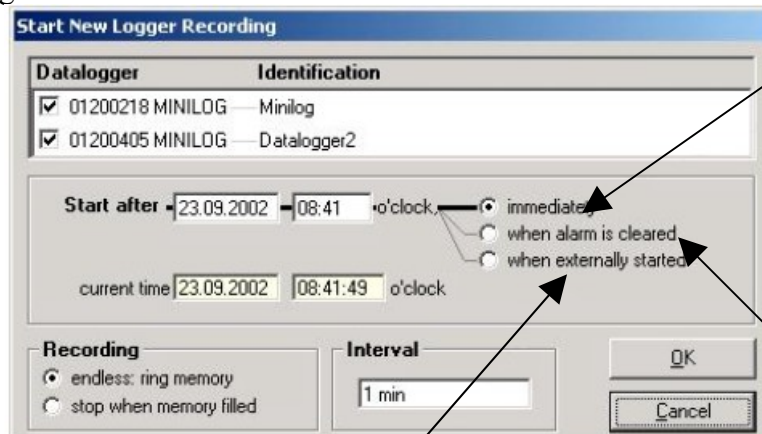 Start New Logger Recording
Datalogger Identification
01200218 MINILOG Minilog
01200405 MINILOG Datalogger2
Start after 23.09.2002 08:41 o'clock, immediately
when alarm is cleared
when externally started
current time 23.09.2002 08:41:49 o'clock
Recording
endless: ring memory
stop when memory filled
Interval
1 min
OK
Cancel